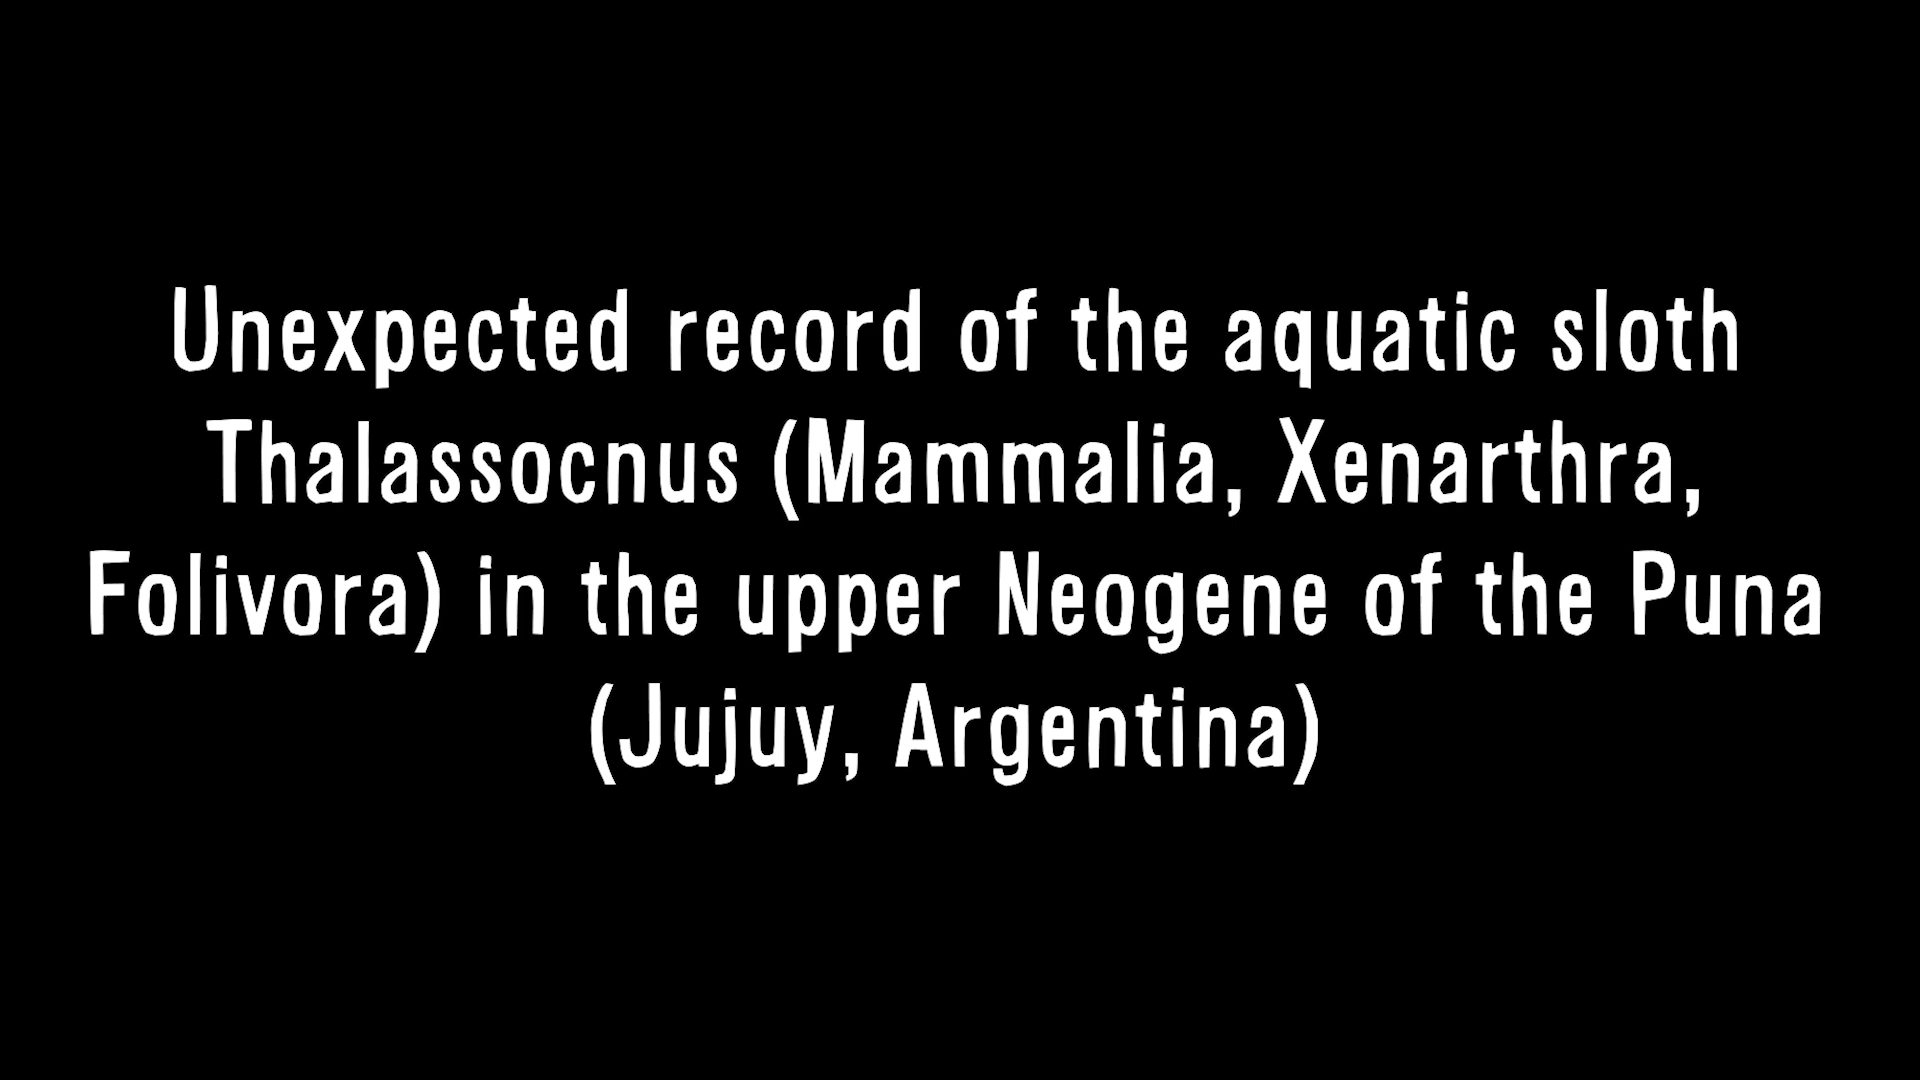 Unexpected record of the aquatic sloth
Thalassocnus (Mammalia, Xenarthra,
Folivora) in the upper Neogene of the Puna
(Jujuy, Argentina)